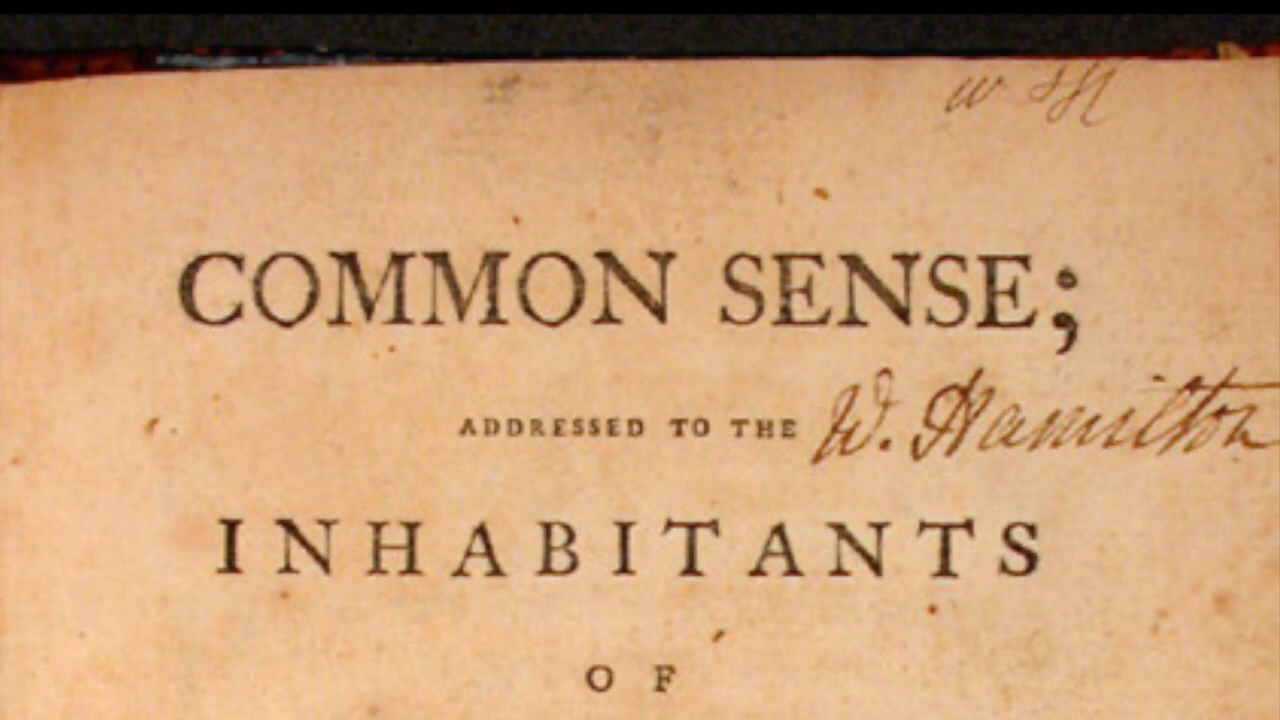 COMMON SENSE;
ADDRESSED TO THE W. Hamilton
INHABITANTS
OF